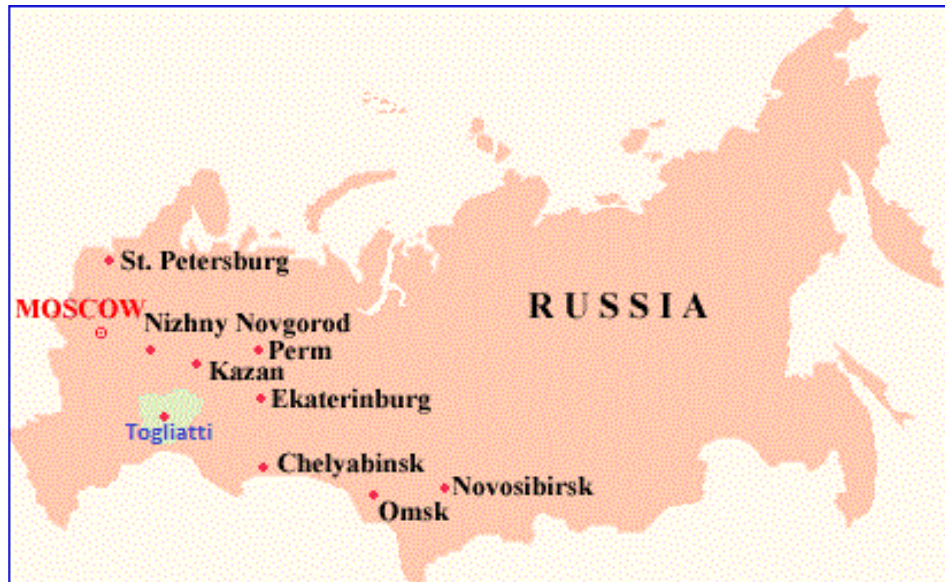 St. Petersburg
MOSCOW
RUSSIA
Nizhny Novgorod
Perm
Kazan
Ekaterinburg
Togliatti
Chelyabinsk
Novosibirsk
Omsk